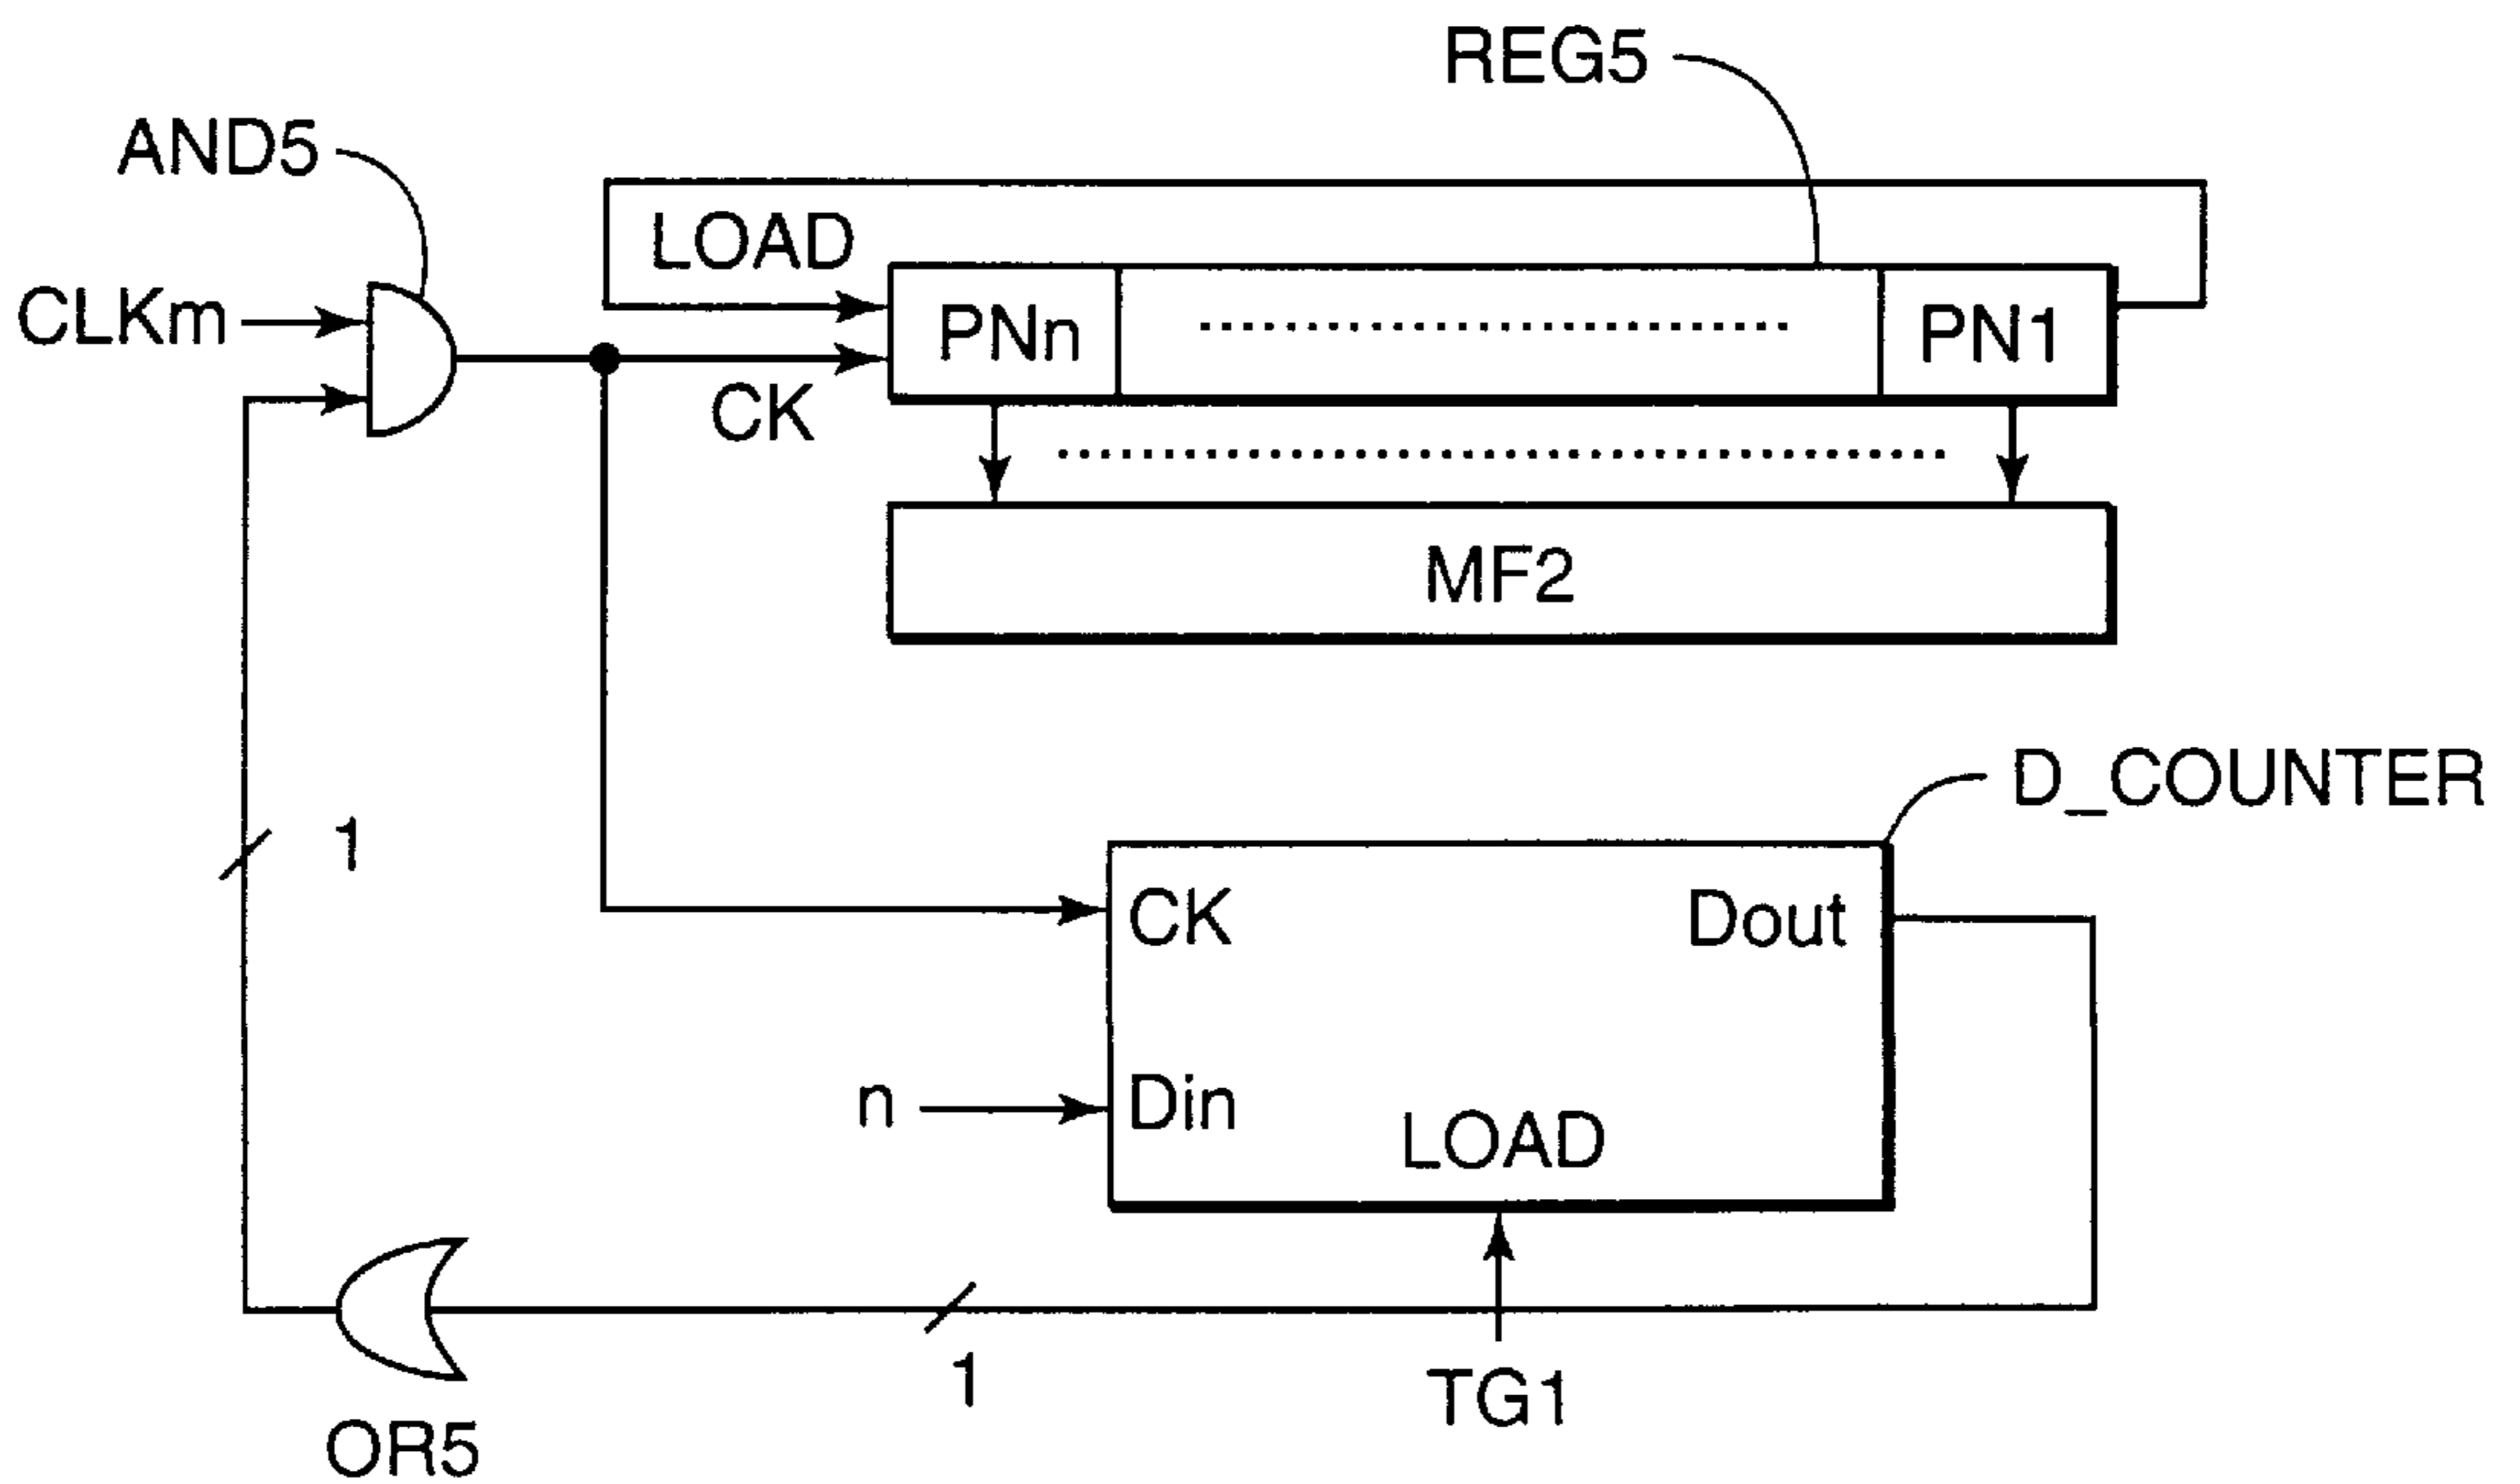 REG5
AND5
LOAD
CLKm
PNn
PN1
CK
MF2
D_COUNTER
1
CK
Dout
n
Din
LOAD
1
TG1
OR5